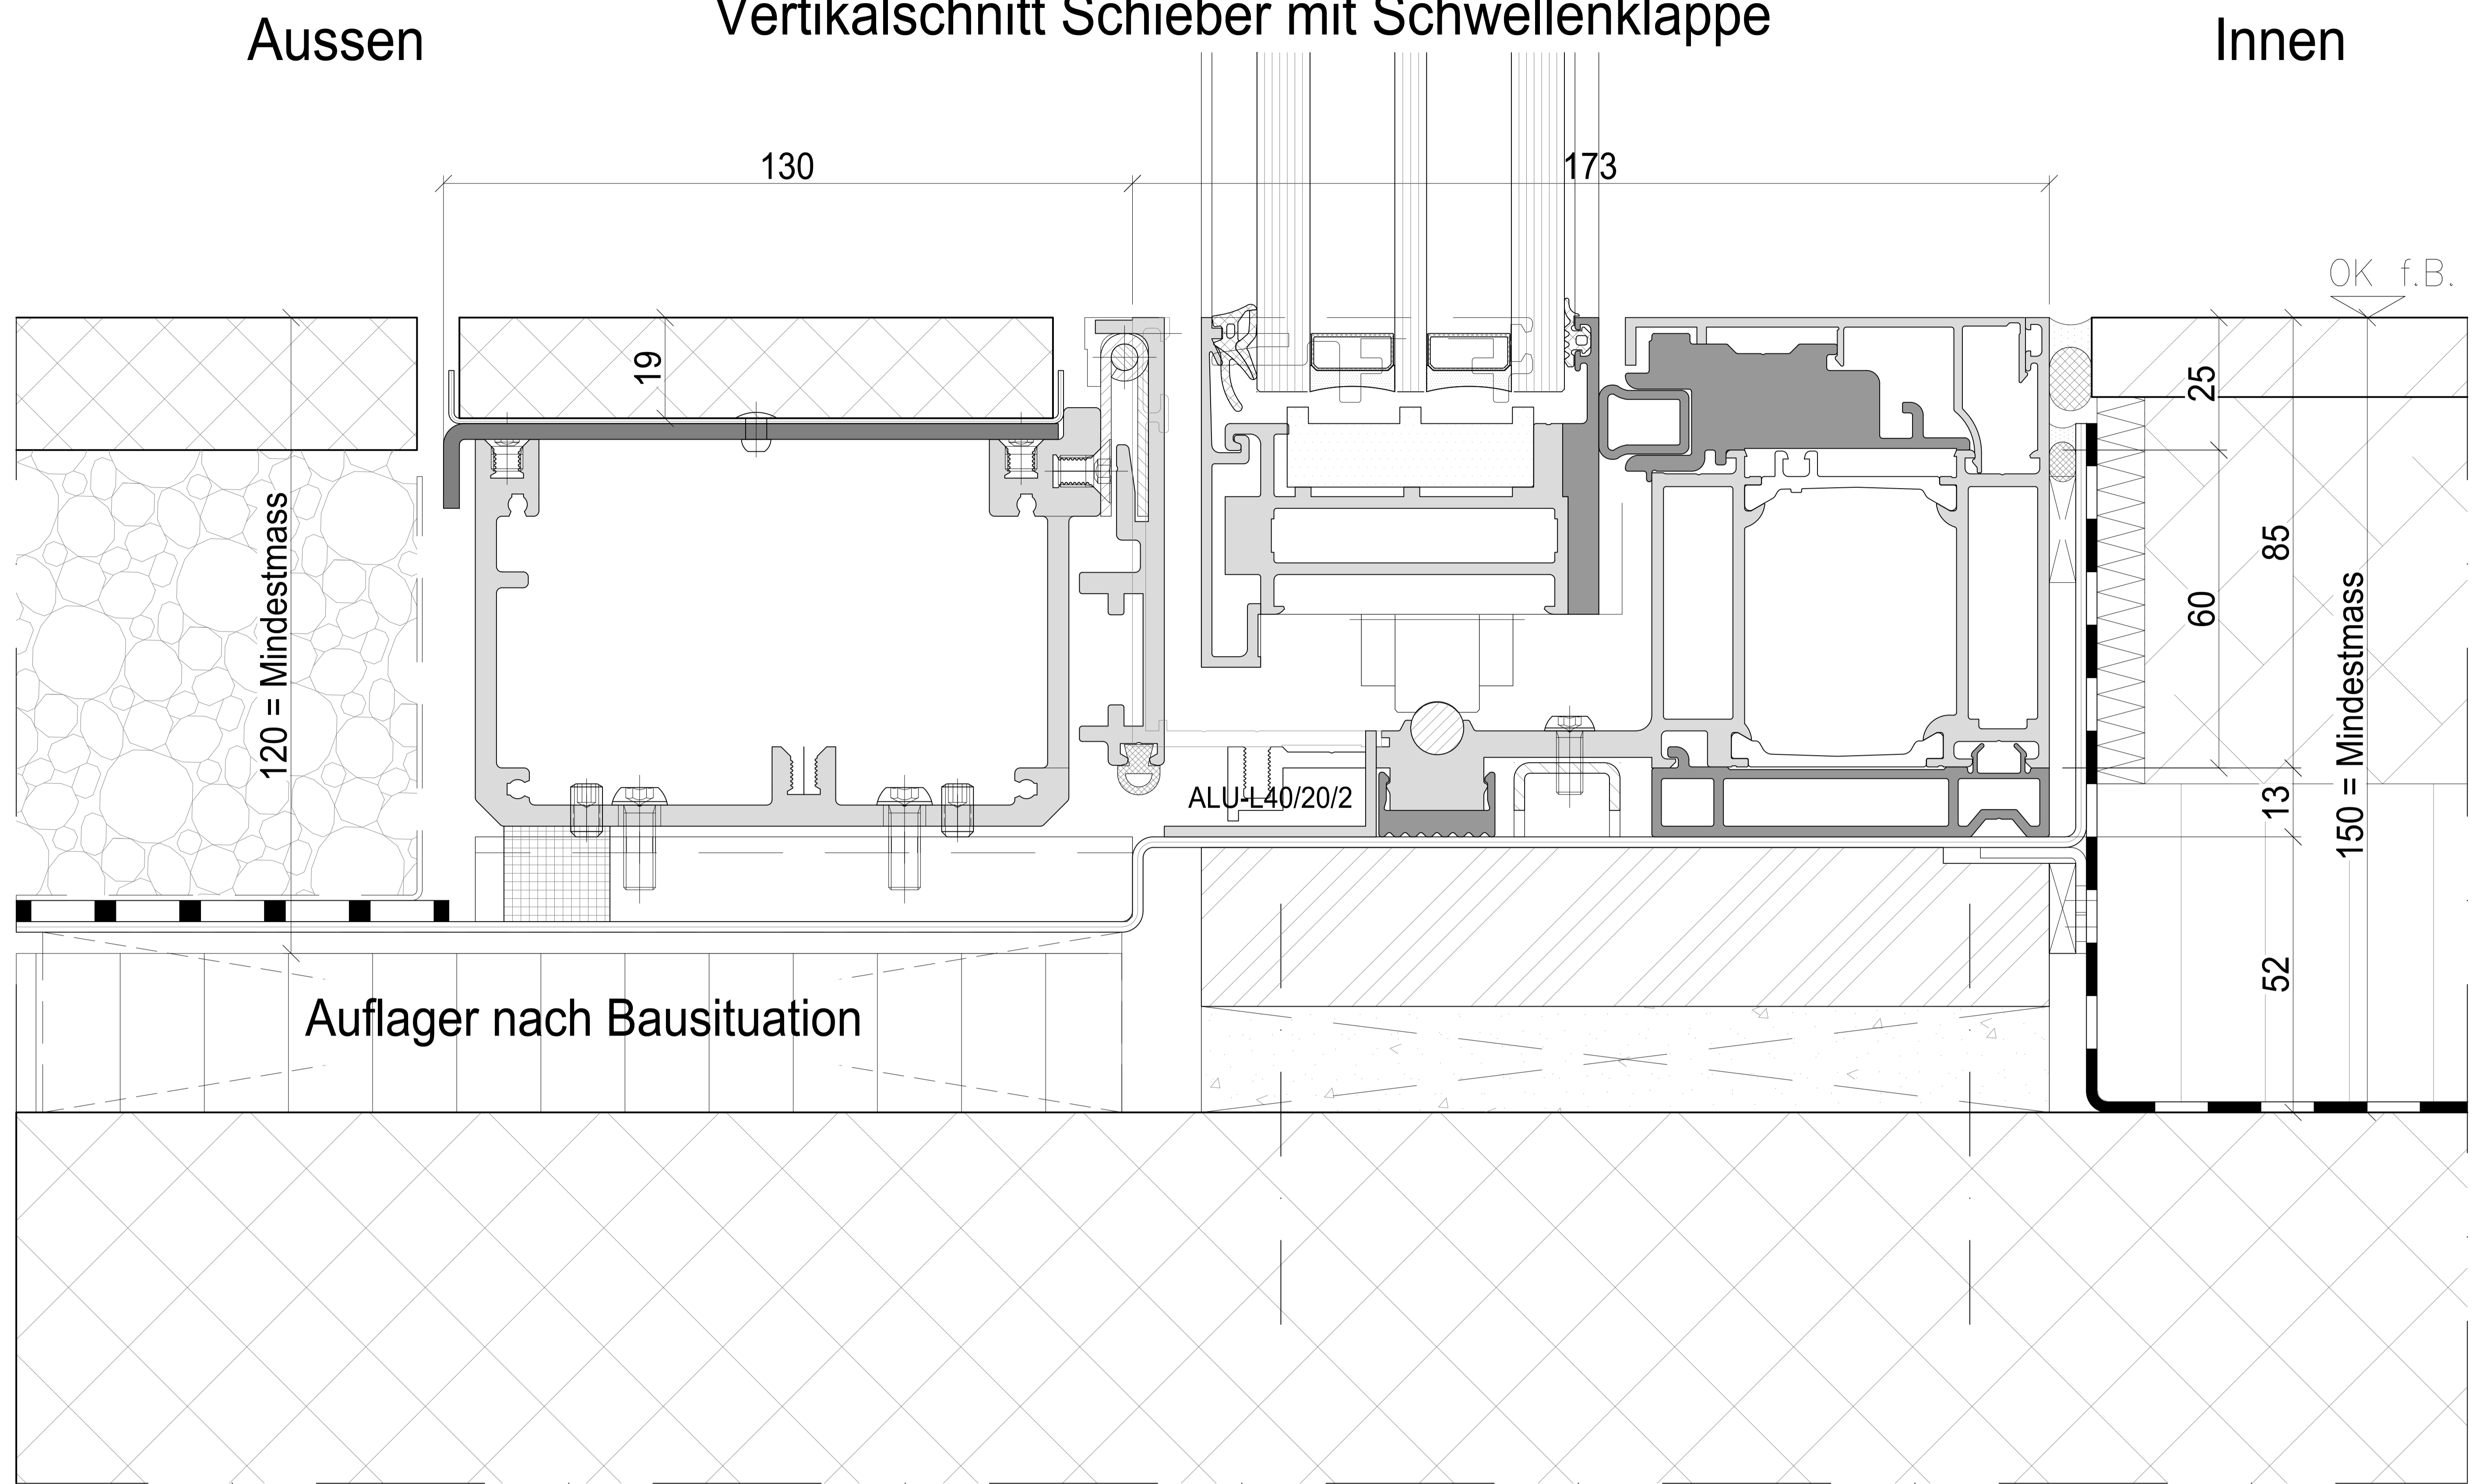 Vertikalschnitt Schieber mit Schwellenklappe
Aussen
Innen
130
173
OK f.B.
19
25
85
60
120 = Mindestmass
150 = Mindestmass
ALU-L40/20/2
13
52
Auflager nach Bausituation